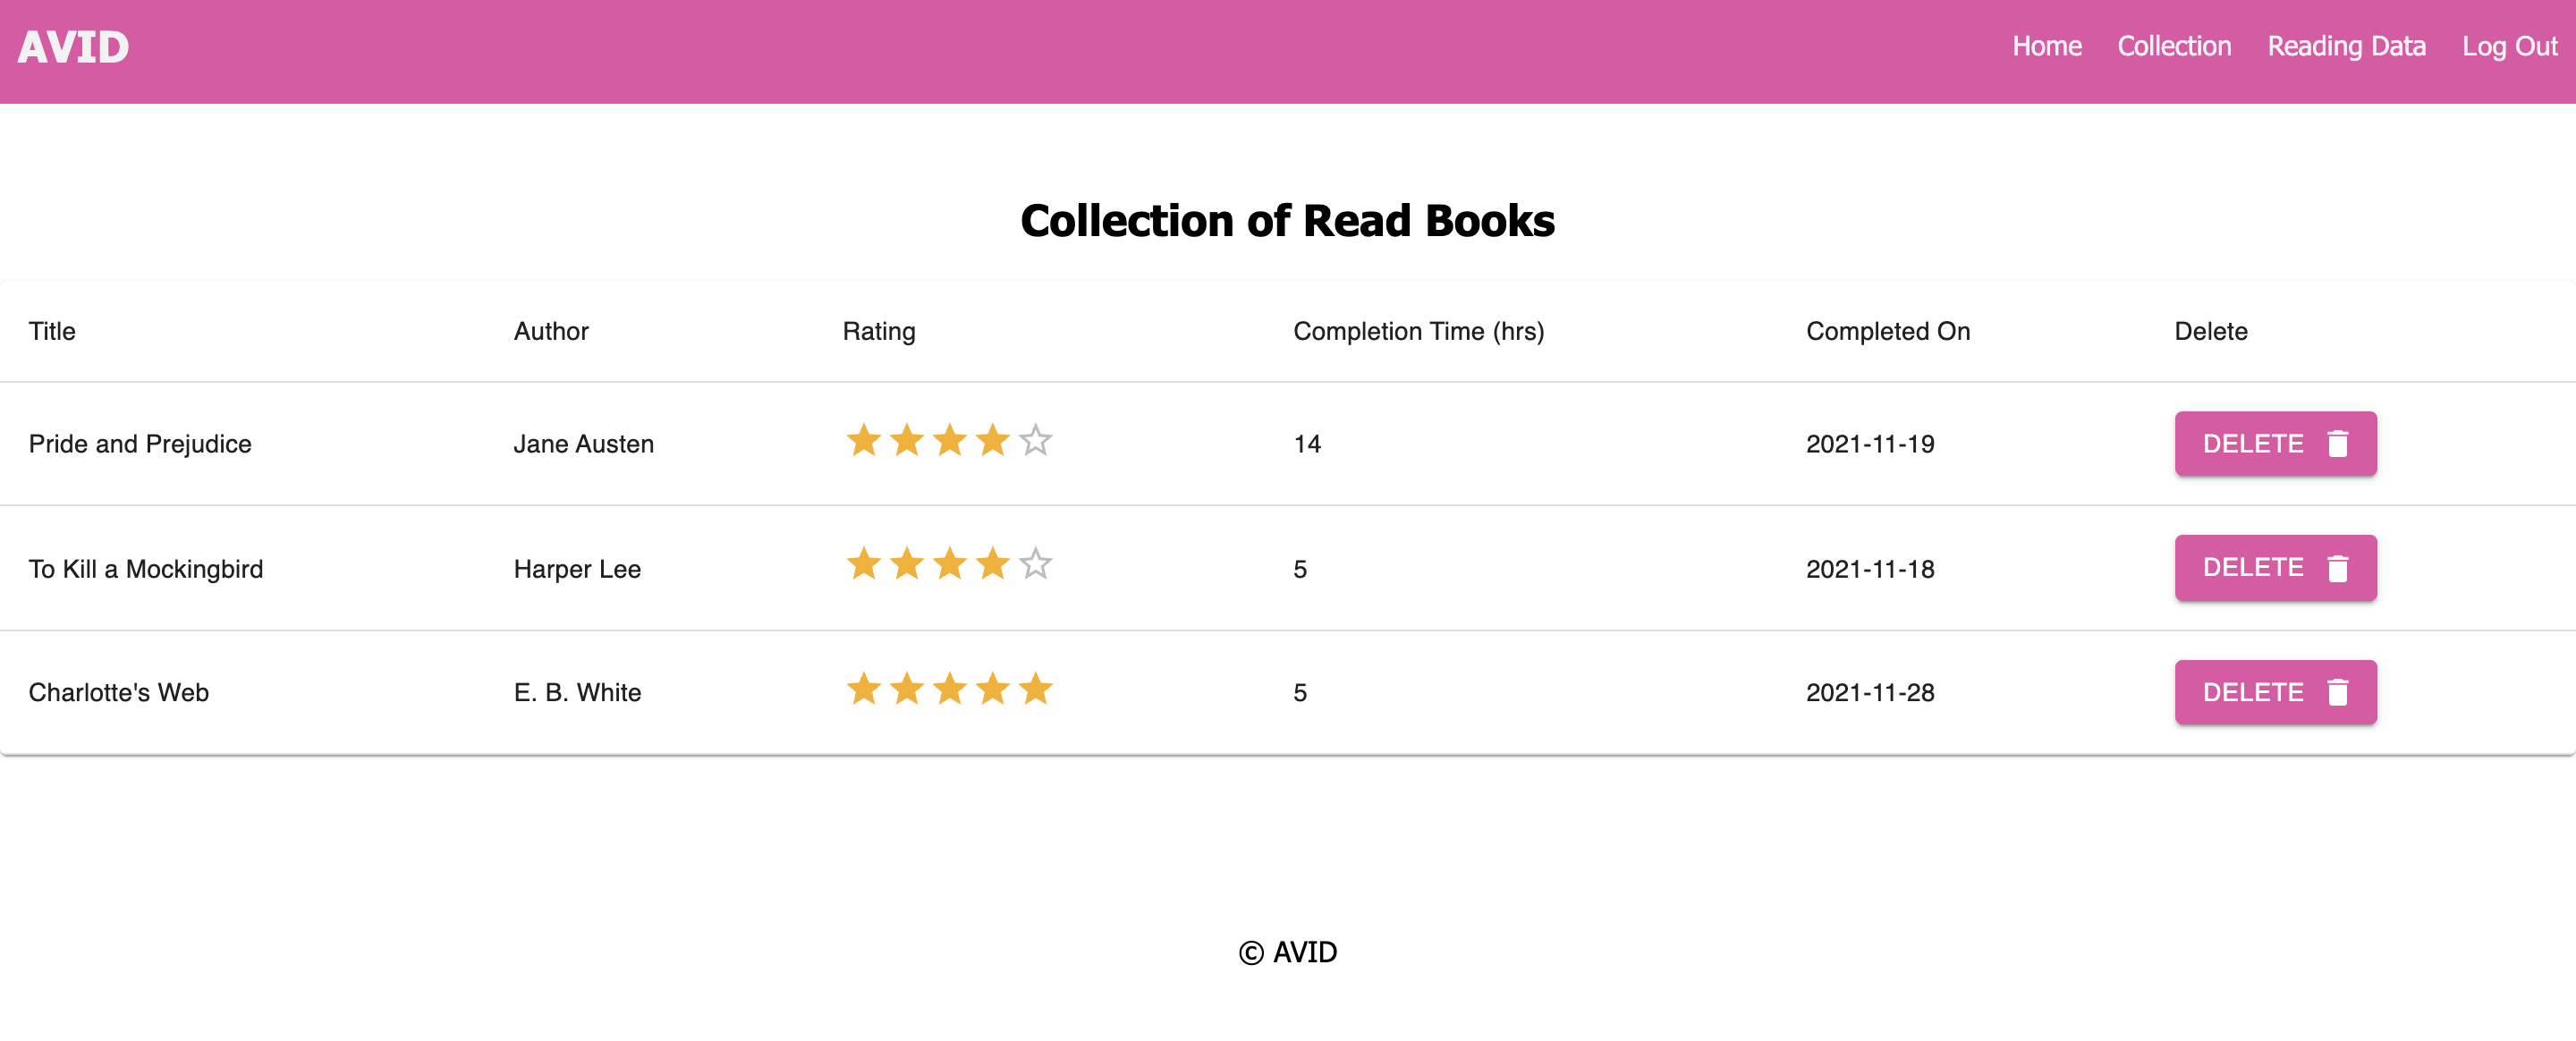 AVID Home Collection Reading Data Log Out
Collection of Read Books
Title Author Rating Completion Time (hrs) Completed On Delete
Pride and Prejudice Jane Austen 14 2021-11-19 DELETE
To Kill a Mockingbird Harper Lee 5 2021-11-18 DELETE
Charlotte's Web E. B. White 5 2021-11-28 DELETE
© AVID